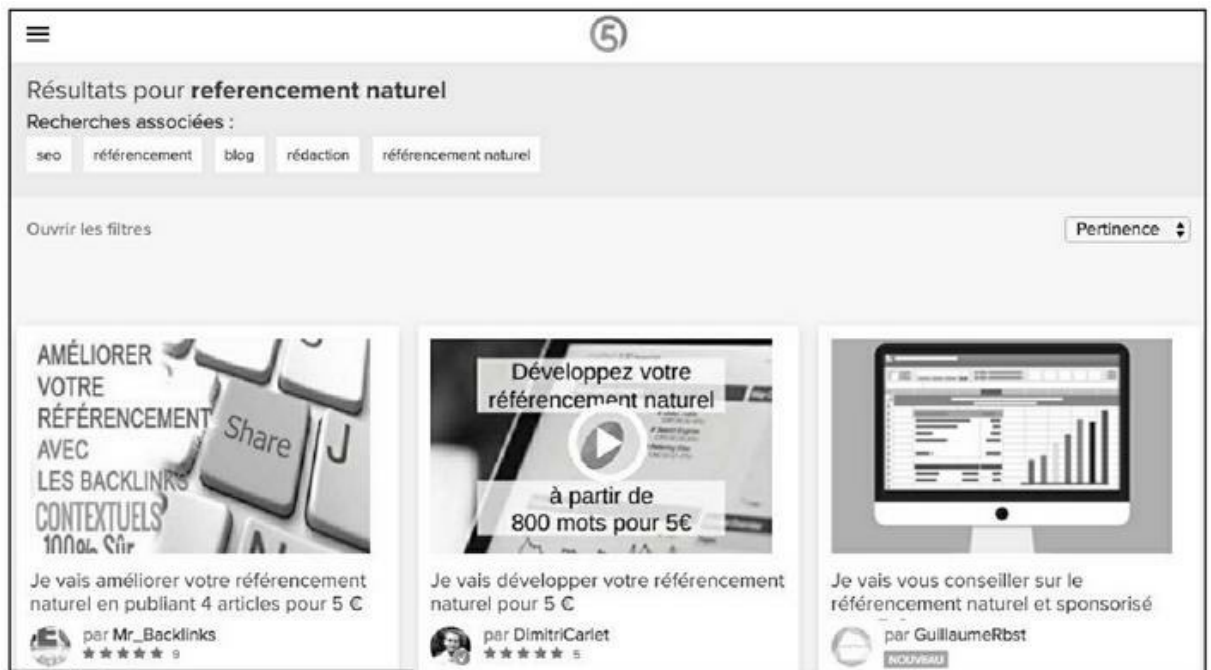 5
Résultats pour referencement naturel
Recherches associées :
seo référencement blog rédaction référencement naturel
Ouvrir les filtres
Pertinence
AMÉLIORER
VOTRE
RÉFÉRENCEMENT
AVEC
LES BACKLINKS
CONTEXTUELS
100% Sûr
Share
J
Développez votre
référencement naturel
à partir de
800 mots pour 5€
Je vais améliorer votre référencement
naturel en publiant 4 articles pour 5 €
par Mr_Backlinks
9
Je vais développer votre référencement
naturel pour 5 €
par DimitriCarlet
5
Je vais vous conseiller sur le
référencement naturel et sponsorisé
par GuillaumeRbst
NOUVEAU